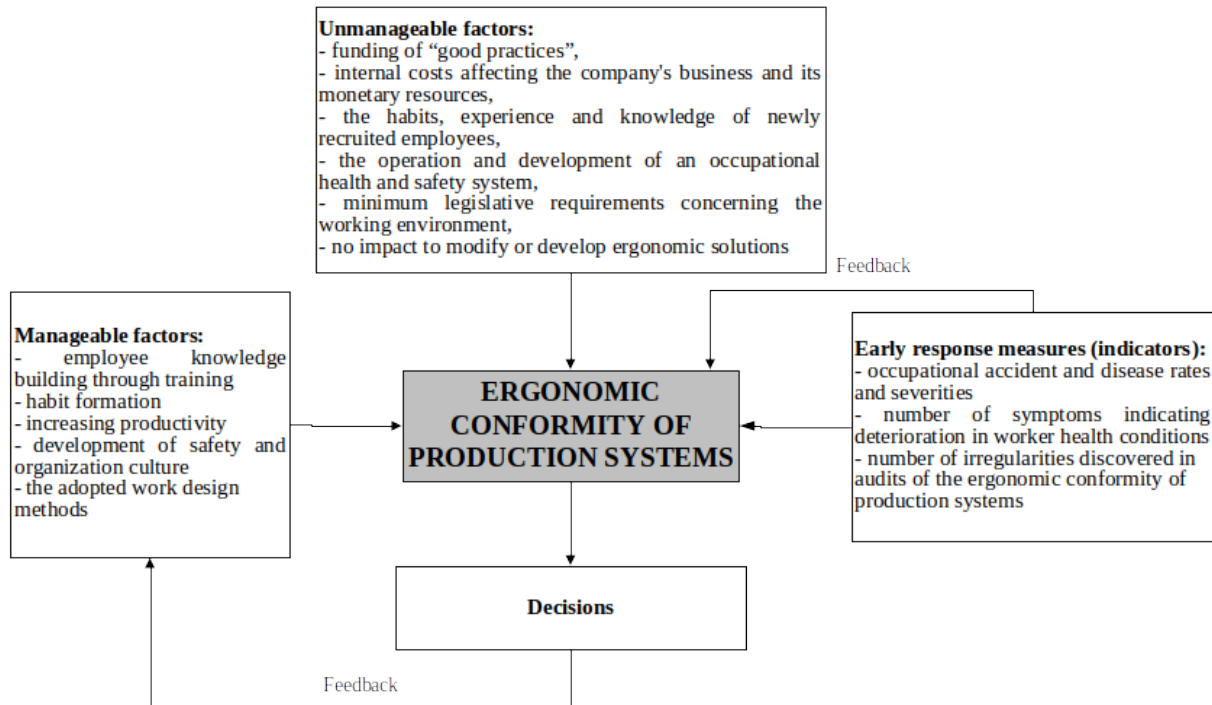 Unmanageable factors:
- funding of “good practices”,
- internal costs affecting the company's business and its
monetary resources,
- the habits, experience and knowledge of newly
recruited employees,
- the operation and development of an occupational
health and safety system,
- minimum legislative requirements concerning the
working environment,
- no impact to modify or develop ergonomic solutions
Feedback
Manageable factors:
- employee knowledge
building through training
- habit formation
- increasing productivity
- development of safety and
organization culture
- the adopted work design
methods
ERGONOMIC
CONFORMITY OF
PRODUCTION SYSTEMS
Early response measures (indicators):
- occupational accident and disease rates
and severities
- number of symptoms indicating
deterioration in worker health conditions
- number of irregularities discovered in
audits of the ergonomic conformity of
production systems
Decisions
Feedback